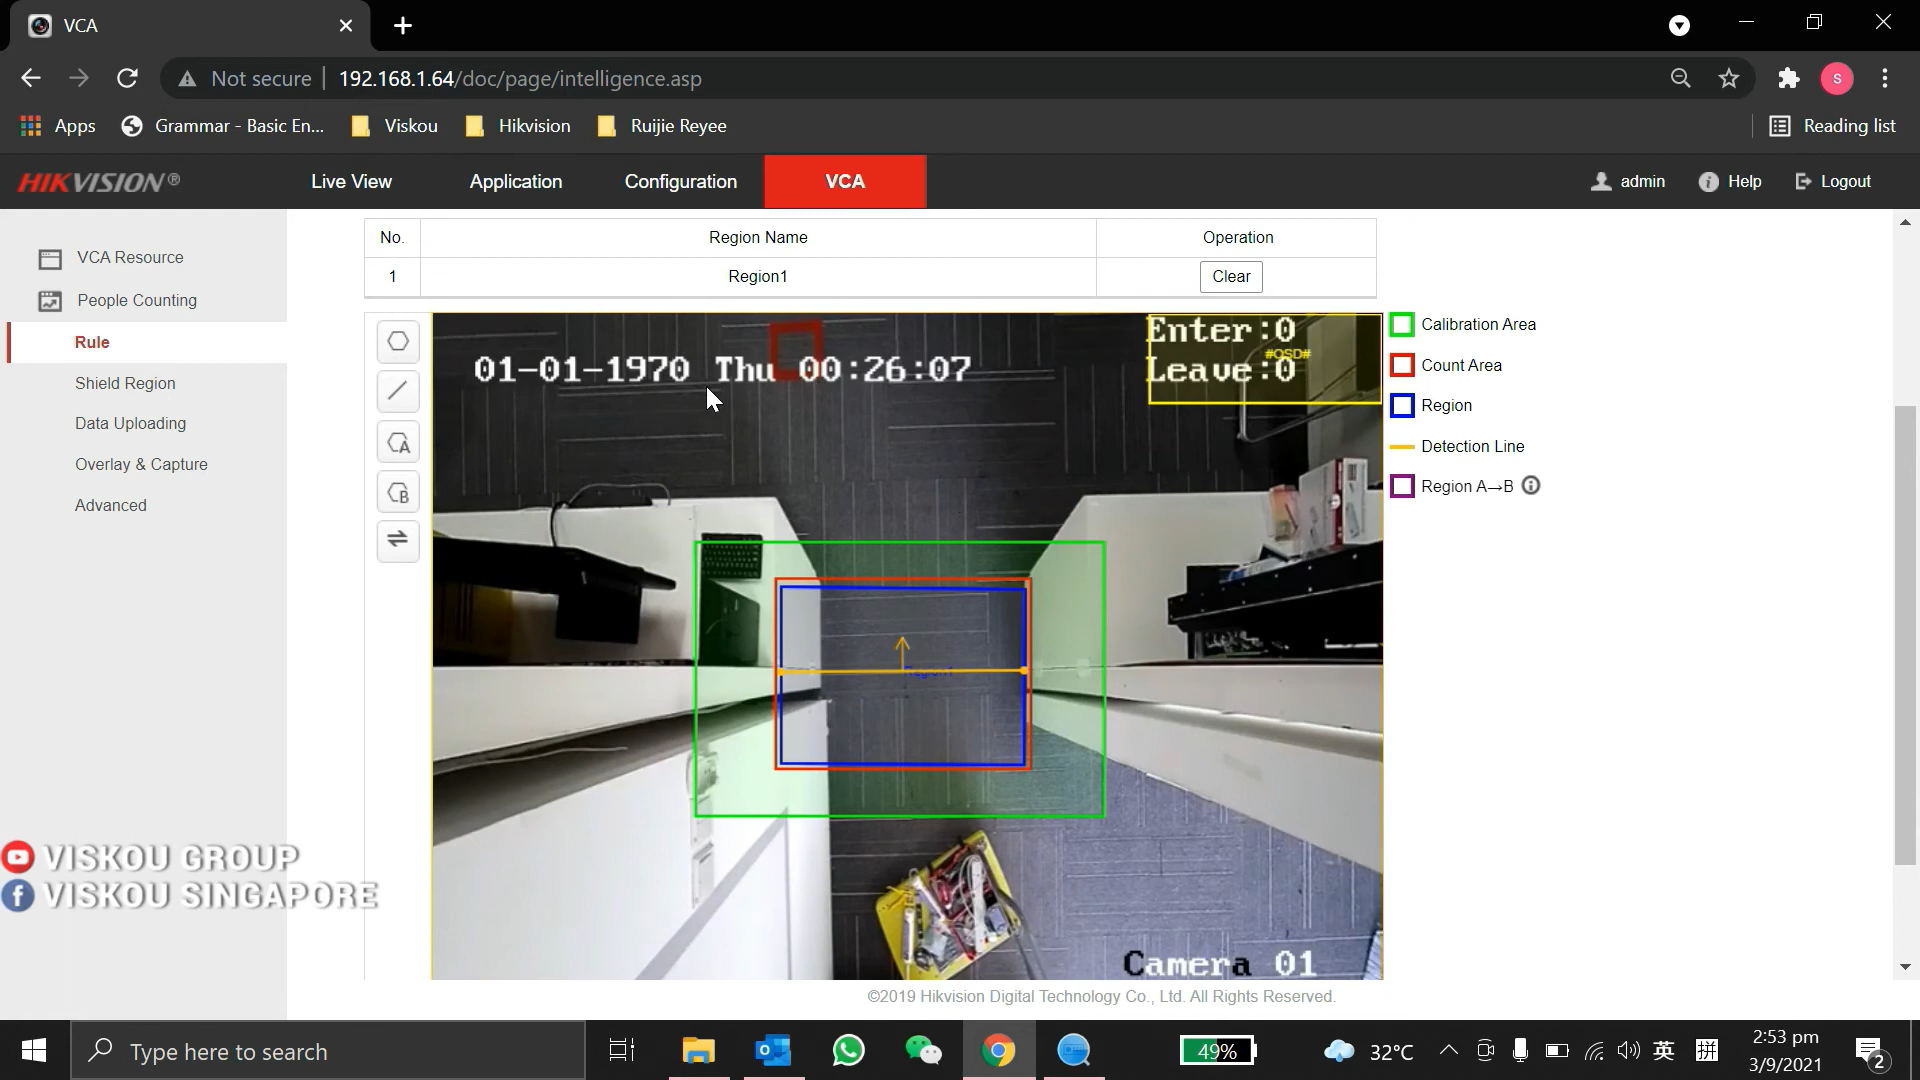 VCA
Not secure 192.168.1.64/doc/page/intelligence.asp
S
Apps
Grammar - Basic En...
Viskou
Hikvision
Ruijie Reyee
Reading list
HIKVISION®
Live View
Application
Configuration
VCA
admin
Help
Logout
No.
Region Name
Operation
1
Region1
Clear
VCA Resource
People Counting
Rule
Shield Region
Data Uploading
Overlay & Capture
Advanced
A
B
01-01-1970 Thu 00:26:07
Enter:0
#OSD#
Leave:0
Region1
Camera 01
Calibration Area
Count Area
Region
Detection Line
Region A→B
VISKOU GROUP
VISKOU SINGAPORE
©2019 Hikvision Digital Technology Co., Ltd. All Rights Reserved.
Type here to search
49%
32°C
英
拼
2:53 pm
3/9/2021
2